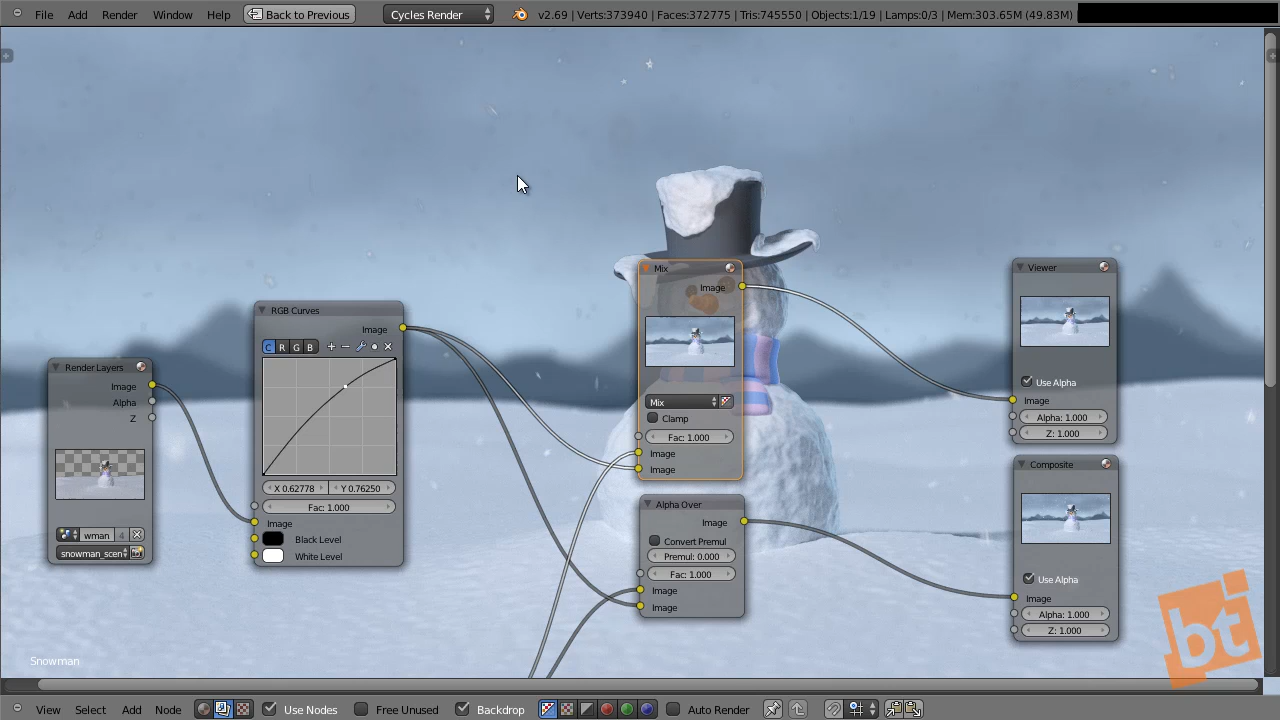 File Add Render Window Help Back to Previous Cycles Render v2.69 | Verts:373940 | Faces:372775 | Tris:745550 | Objects:1/19 | Lamps:0/3 | Mem:303.65M (49.83M)
Mix
Image
Mix
Clamp
Fac: 1.000
Image
Image
Viewer
Use Alpha
Image
Alpha: 1.000
Z: 1.000
RGB Curves
Image
C R G B
X 0.62778 Y 0.76250
Fac: 1.000
Image
Black Level
White Level
Render Layers
Image
Alpha
Z
wman 4
snowman_scen
Composite
Use Alpha
Image
Alpha: 1.000
Z: 1.000
Alpha Over
Image
Convert Premul
Premul: 0.000
Fac: 1.000
Image
Image
bt
Snowman
View Select Add Node Use Nodes Free Unused Backdrop Auto Render